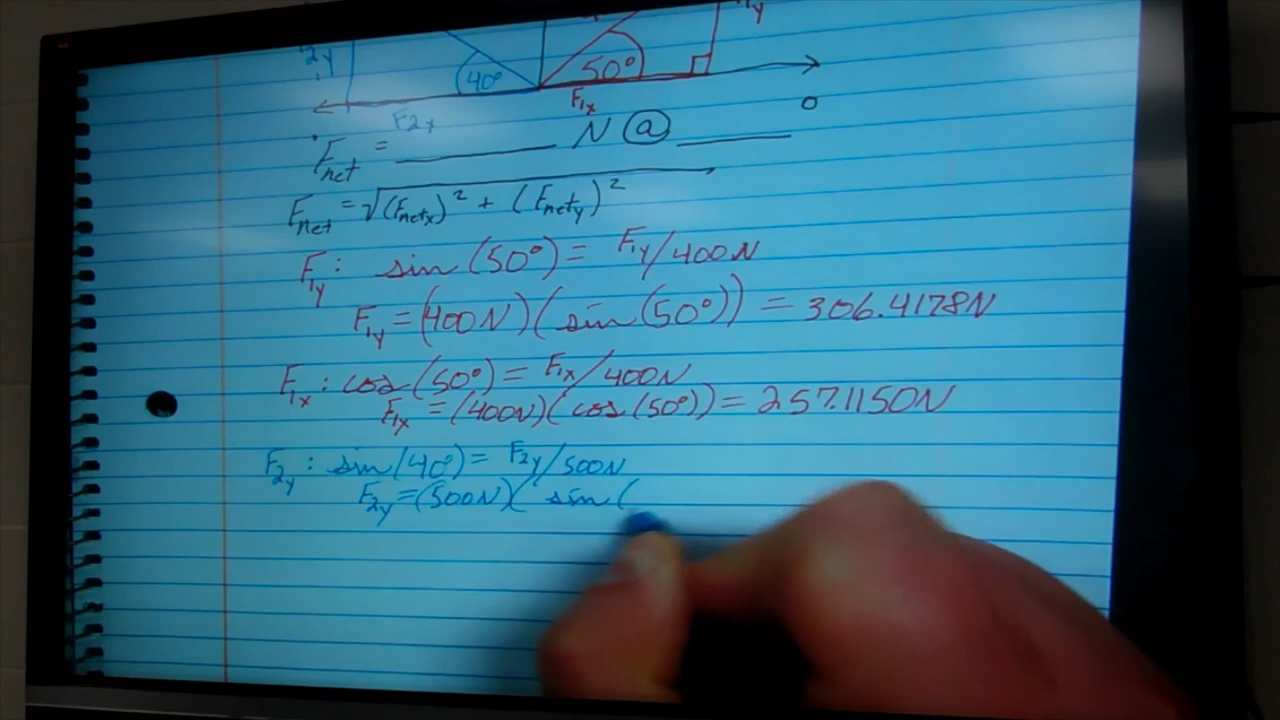 2y
y
40°
50°
F1x
0
F2x
Fnet = ________ N @ ________
Fnet = √(Fnetx)² + (Fnety)²
F1y: sin(50°) = F1y/400N
F1y = (400N)(sin(50°)) = 306.4178N
F1x: cos(50°) = F1x/400N
F1x = (400N)(cos(50°)) = 257.1150N
F2y: sin(40°) = F2y/500N
F2y = (500N)( sin(